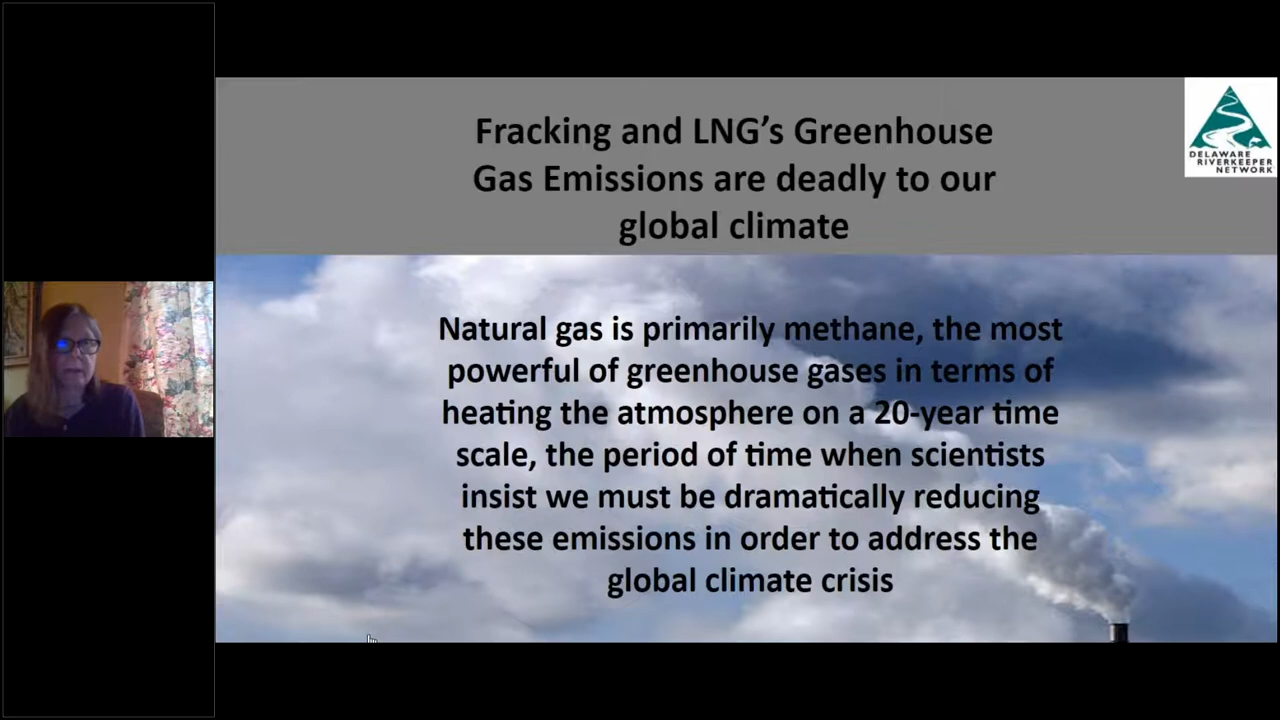 Fracking and LNG’s Greenhouse
Gas Emissions are deadly to our
global climate
DELAWARE
RIVERKEEPER
NETWORK
Natural gas is primarily methane, the most
powerful of greenhouse gases in terms of
heating the atmosphere on a 20-year time
scale, the period of time when scientists
insist we must be dramatically reducing
these emissions in order to address the
global climate crisis